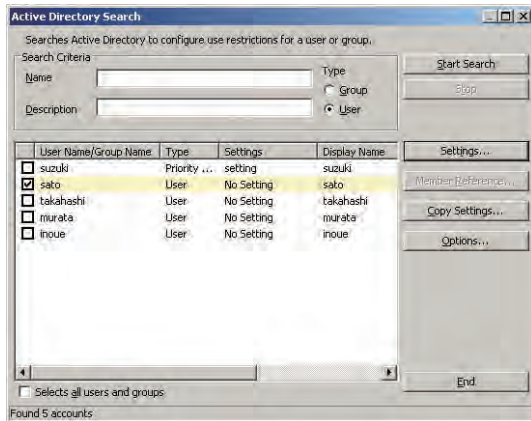 Active Directory Search
Searches Active Directory to configure use restrictions for a user or group.
Search Criteria
Name
Type
Group
User
Description
Start Search
Stop
User Name/Group Name Type Settings Display Name
suzuki Priority ... setting suzuki
sato User No Setting sato
takahashi User No Setting takahashi
murata User No Setting murata
inoue User No Setting inoue
Settings...
Member Reference...
Copy Settings...
Options...
End
Selects all users and groups
Found 5 accounts